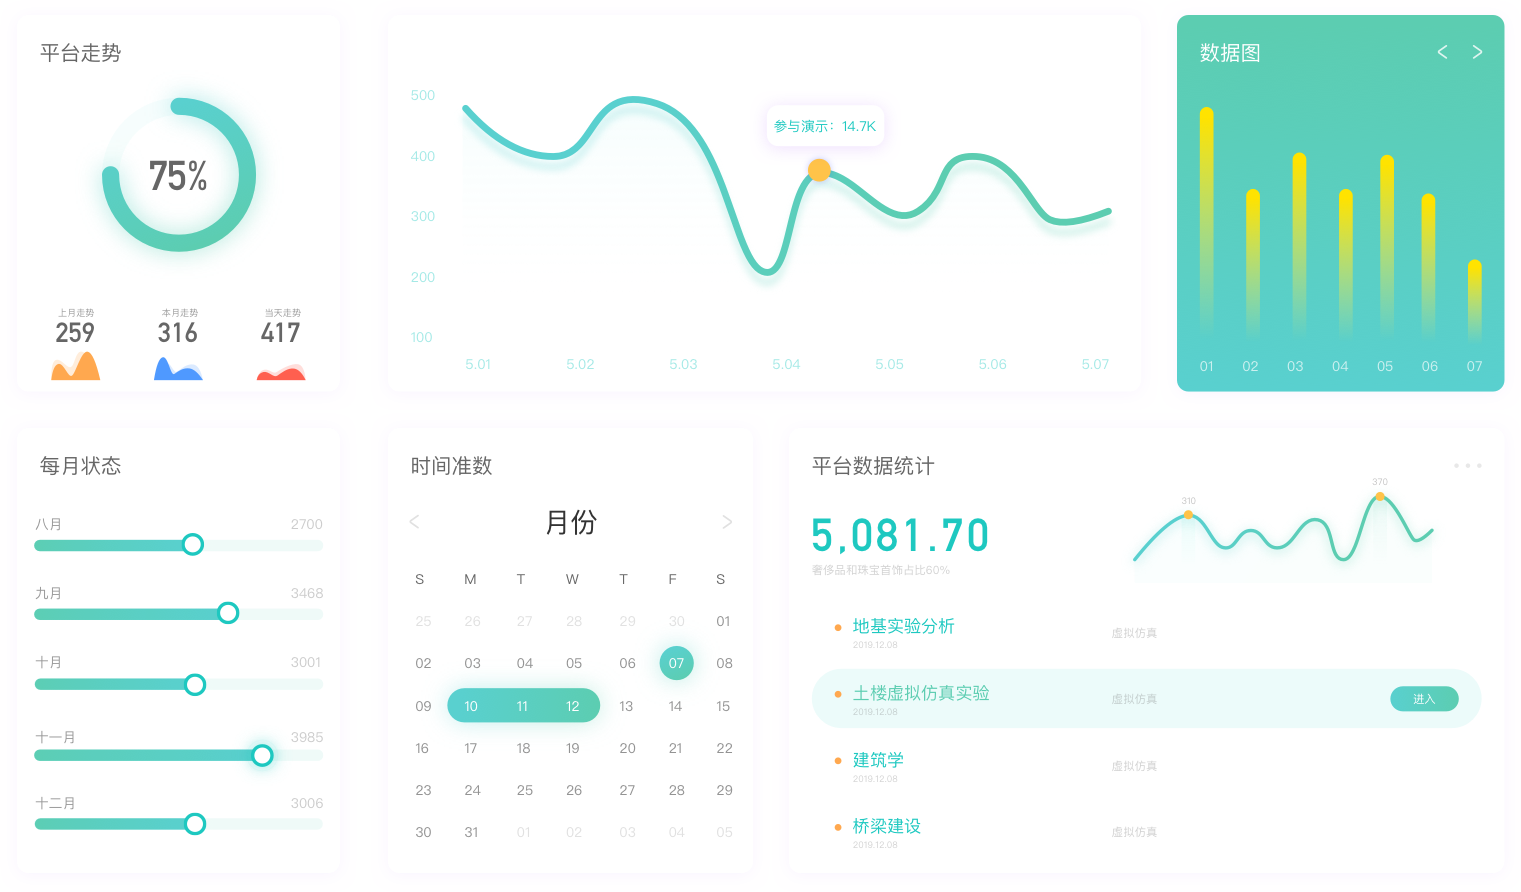 平台走势
75%
上月走势 本月走势 当天走势
259 316 417
500
400
300
200
100
参与演示：14.7K
5.01 5.02 5.03 5.04 5.05 5.06 5.07
数据图 < >
01 02 03 04 05 06 07
每月状态
八月 2700
九月 3468
十月 3001
十一月 3985
十二月 3006
时间准数
< 月份 >
S M T W T F S
25 26 27 28 29 30 01
02 03 04 05 06 07 08
09 10 11 12 13 14 15
16 17 18 19 20 21 22
23 24 25 26 27 28 29
30 31 01 02 03 04 05
平台数据统计
5,081.70
奢侈品和珠宝首饰占比60%
310 370
地基实验分析 虚拟仿真
2019.12.08
土楼虚拟仿真实验 虚拟仿真 进入
2019.12.08
建筑学 虚拟仿真
2019.12.08
桥梁建设 虚拟仿真
2019.12.08